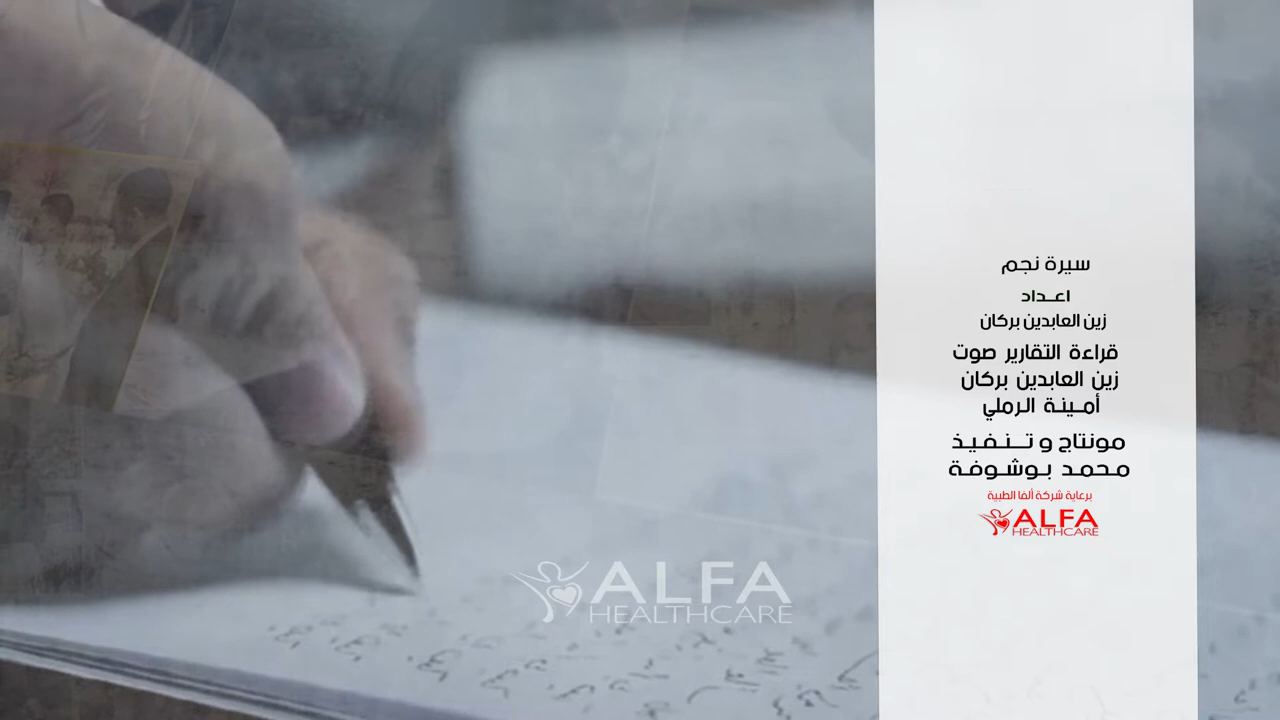 سيرة نجم
اعـداد
زين العابدين بركان
قراءة التقارير صوت
زين العابدين بركان
أمـينـة الرملي
مونتاج و تــنـفـيـذ
محـمـد بـوشـوفـة
برعاية شركة ألفا الطبية
ALFA
HEALTHCARE
ALFA
HEALTHCARE